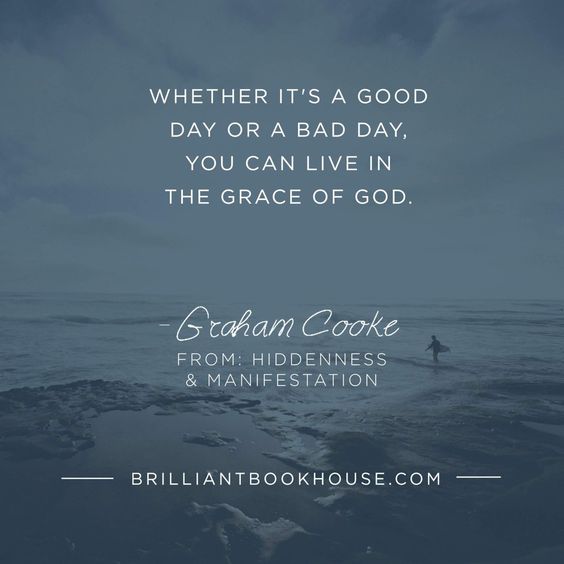 WHETHER IT'S A GOOD
DAY OR A BAD DAY,
YOU CAN LIVE IN
THE GRACE OF GOD.
- Graham Cooke
FROM: HIDDENNESS
& MANIFESTATION
BRILLIANTBOOKHOUSE.COM